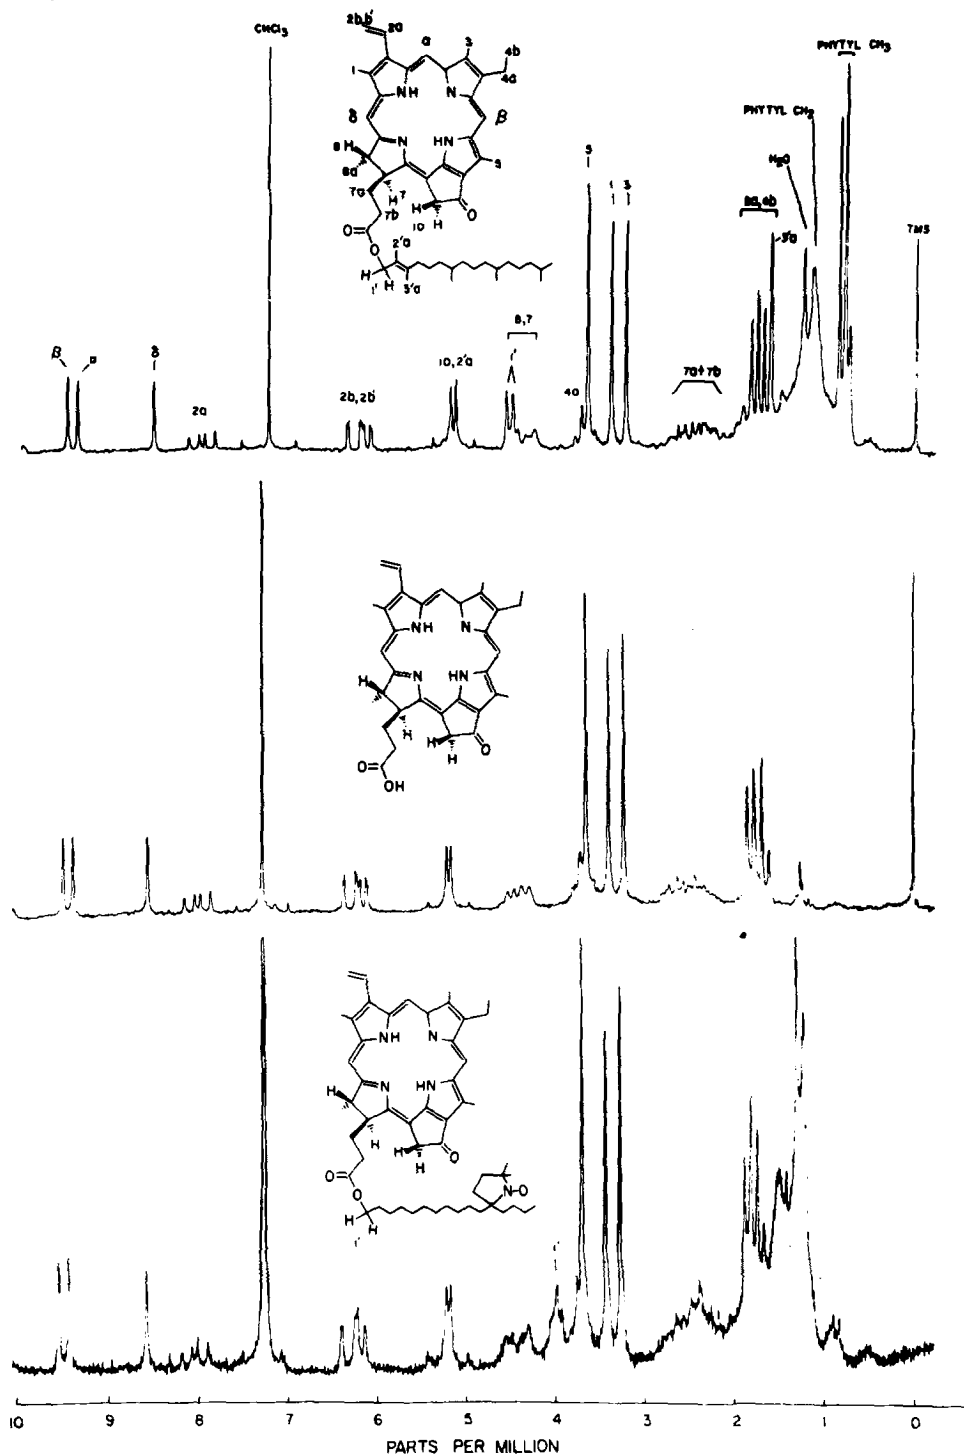 2b,b'
2a
CHCl3
α
3
4b
4a
1
NH
N
δ
β
N
HN
8
H
8a
5
7a
H
7
7b
H
H
10
O
O
O
2'a
H
H
1'
3'a
PHYTYL CH3
PHYTYL CH2
H2O
8a,4b
3'a
TMS
5
1
3
β
α
δ
2a
2b,2b'
10,2'a
8,7
1'
4a
7a+7b
NH
N
N
HN
H
H
H
H
O
O
OH
NH
N
N
HN
H
H
H
H
O
O
O
N-O
H
H
1'
1'
10
9
8
7
6
5
4
3
2
1
0
PARTS PER MILLION